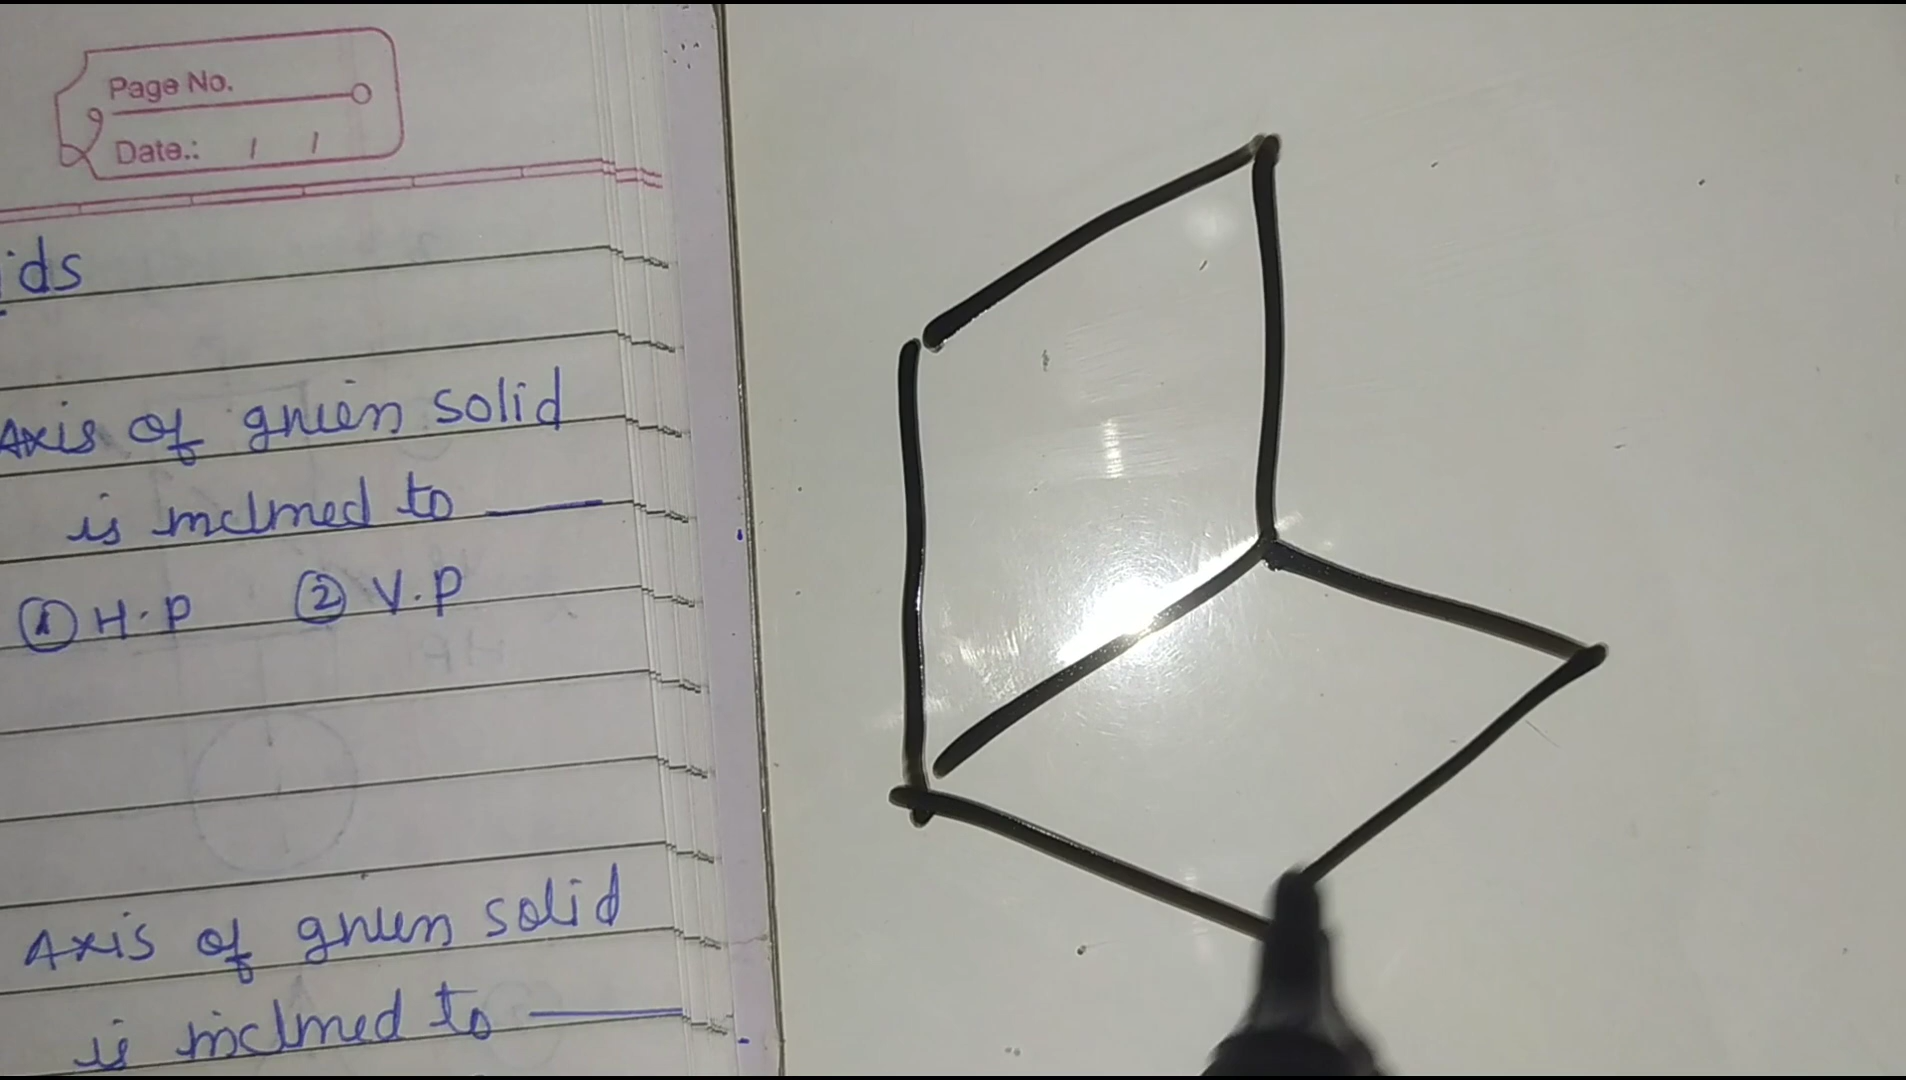 Page No.
Date.: / /
ids
Axis of given solid
is inclined to ___
① H.P ② V.P
Axis of given solid
is inclined to ___